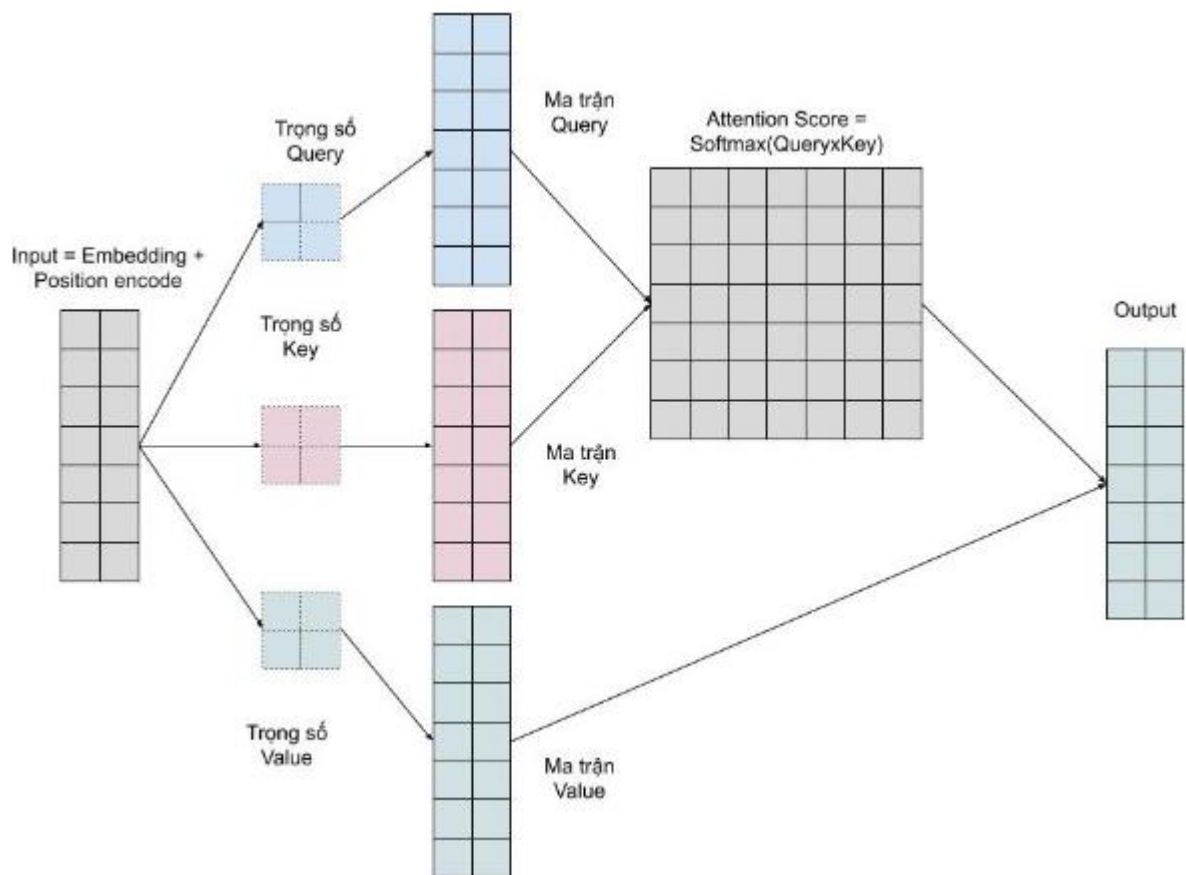 Input = Embedding +
Position encode
Trọng số
Query
Trọng số
Key
Trọng số
Value
Ma trận
Query
Ma trận
Key
Ma trận
Value
Attention Score =
Softmax(QueryxKey)
Output